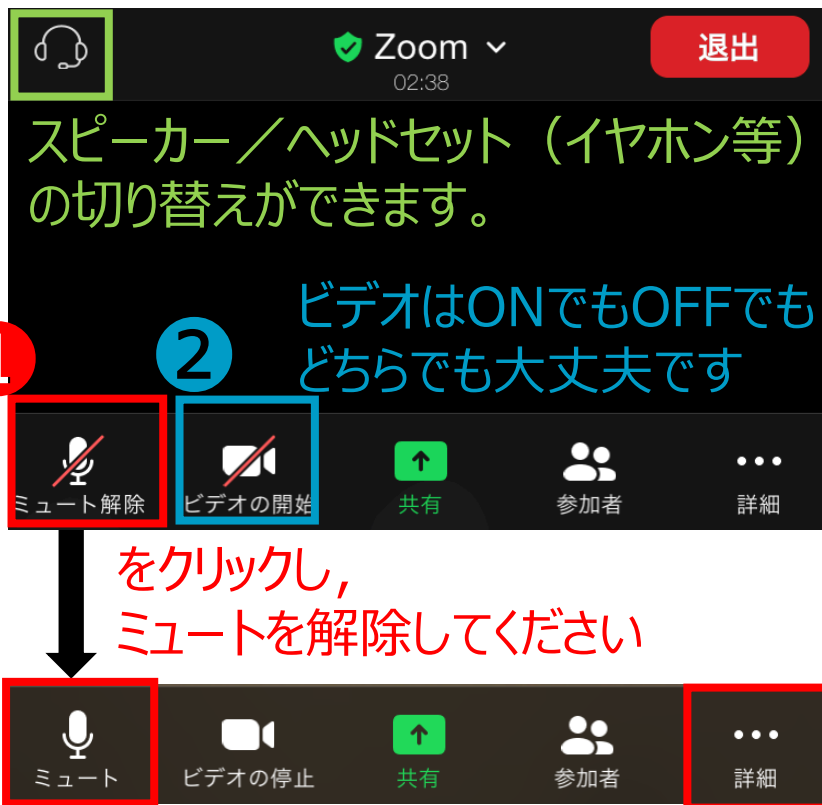 Zoom
退出
02:38
スピーカー／ヘッドセット（イヤホン等）
の切り替えができます。
ビデオはONでもOFFでも
どちらでも大丈夫です
1
2
ミュート解除 ビデオの開始 共有 参加者 詳細
をクリックし，
ミュートを解除してください
ミュート ビデオの停止 共有 参加者 詳細